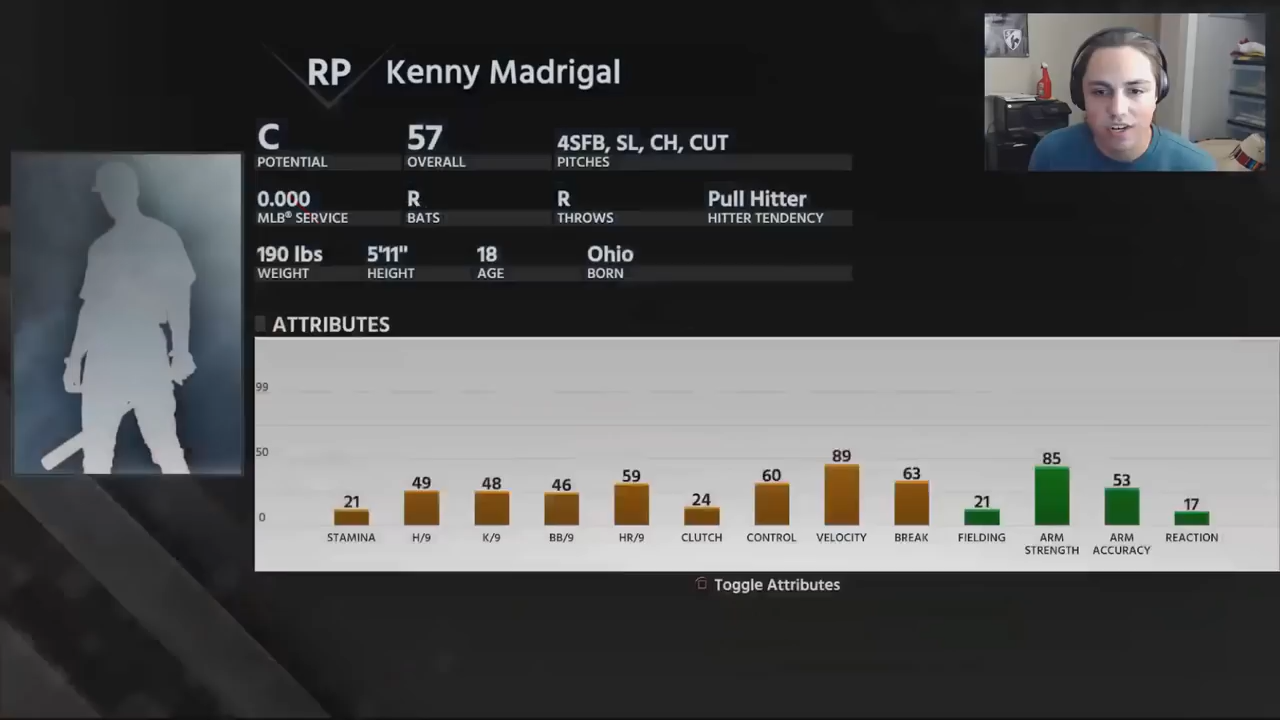 RP Kenny Madrigal
C 57 4SFB, SL, CH, CUT
POTENTIAL OVERALL PITCHES
0.000 R R Pull Hitter
MLB® SERVICE BATS THROWS HITTER TENDENCY
190 lbs 5'11" 18 Ohio
WEIGHT HEIGHT AGE BORN
ATTRIBUTES
99
50
0
21 49 48 46 59 24 60 89 63 21 85 53 17
STAMINA H/9 K/9 BB/9 HR/9 CLUTCH CONTROL VELOCITY BREAK FIELDING ARM STRENGTH ARM ACCURACY REACTION
Toggle Attributes